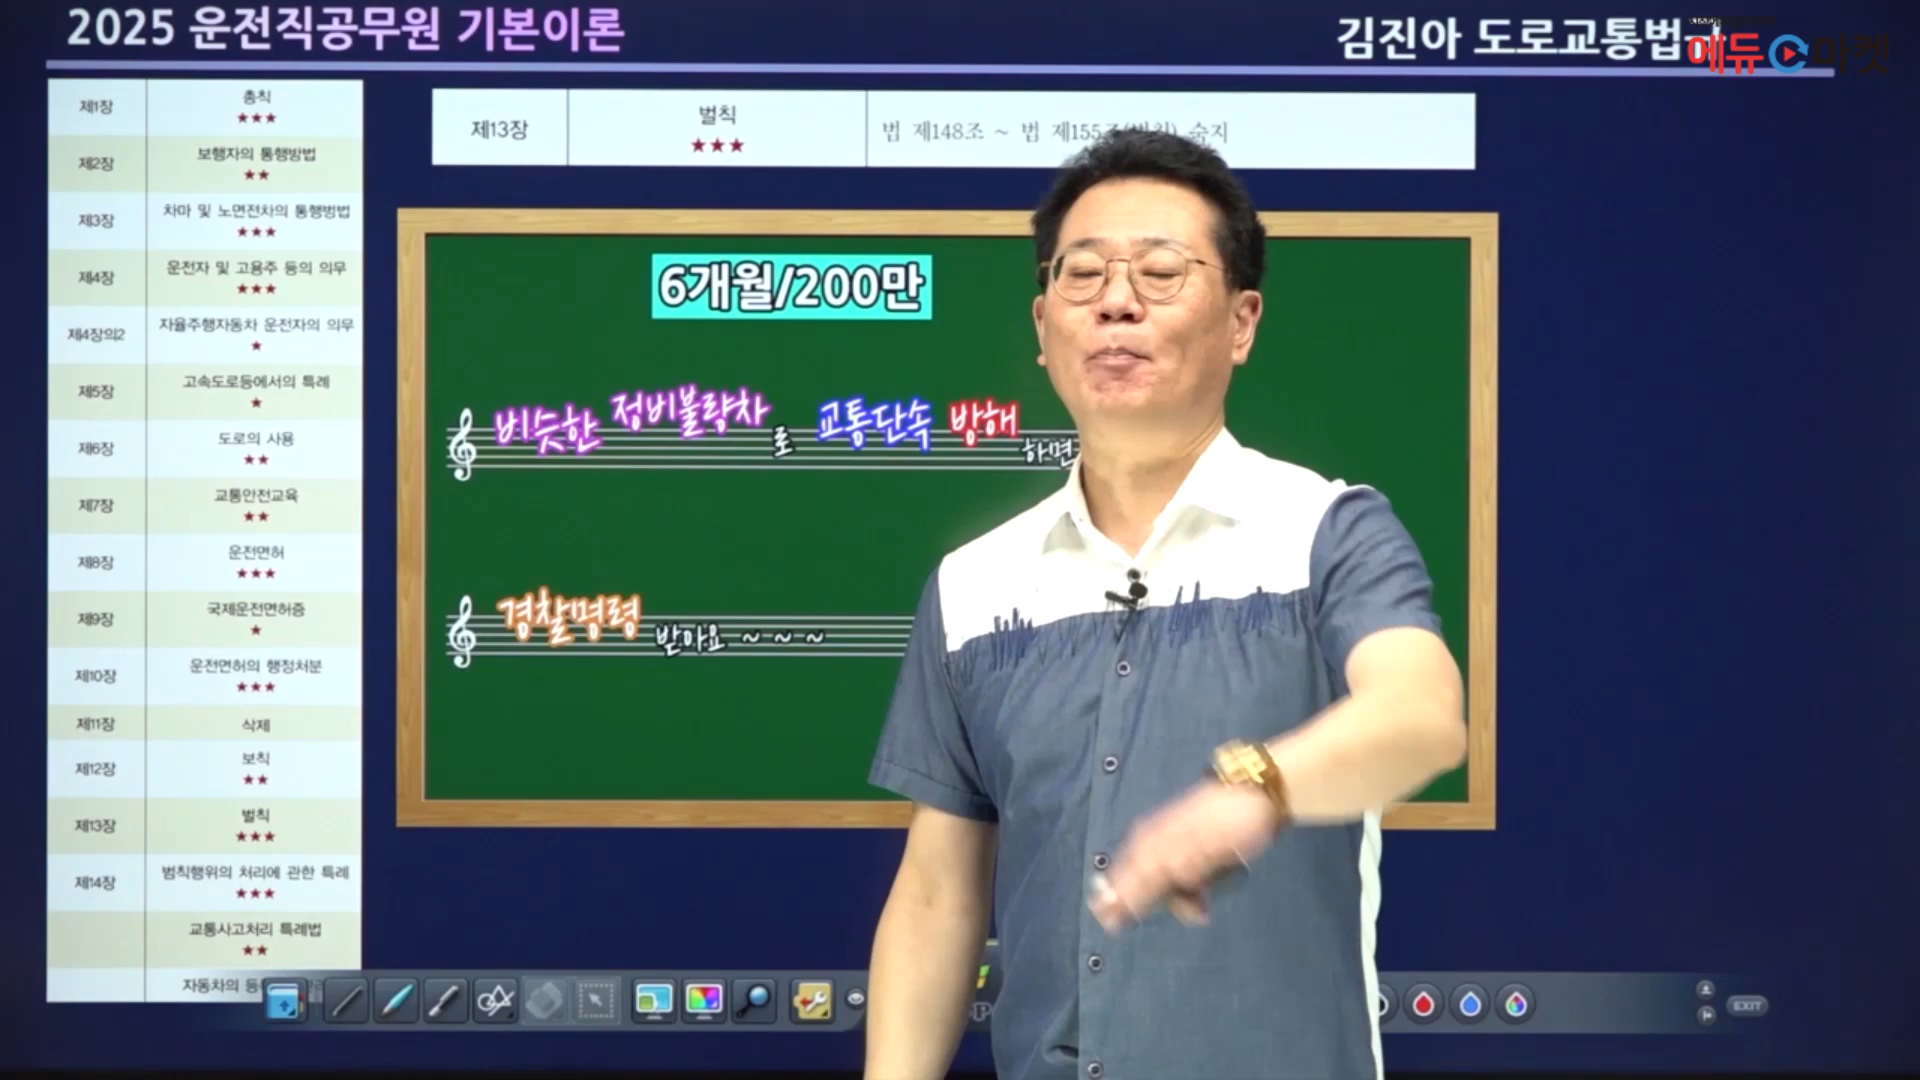 2025 운전직공무원 기본이론
김진아 도로교통법
에듀 마켓
제1장 총칙
★★★
제2장 보행자의 통행방법
★★
제3장 차마 및 노면전차의 통행방법
★★★
제4장 운전자 및 고용주 등의 의무
★★★
제4장의2 자율주행자동차 운전자의 의무
★
제5장 고속도로등에서의 특례
★
제6장 도로의 사용
★★
제7장 교통안전교육
★★
제8장 운전면허
★★★
제9장 국제운전면허증
★
제10장 운전면허의 행정처분
★★★
제11장 삭제
제12장 보칙
★★
제13장 벌칙
★★★
제14장 범칙행위의 처리에 관한 특례
★★★
교통사고처리 특례법
★★
자동차의 등
제13장 벌칙 법 제148조 ~ 법 제155조 숙지
★★★
6개월/200만
비슷한 정비불량차로 교통단속 방해하면
경찰명령 받아요 ~ ~ ~
EXIT